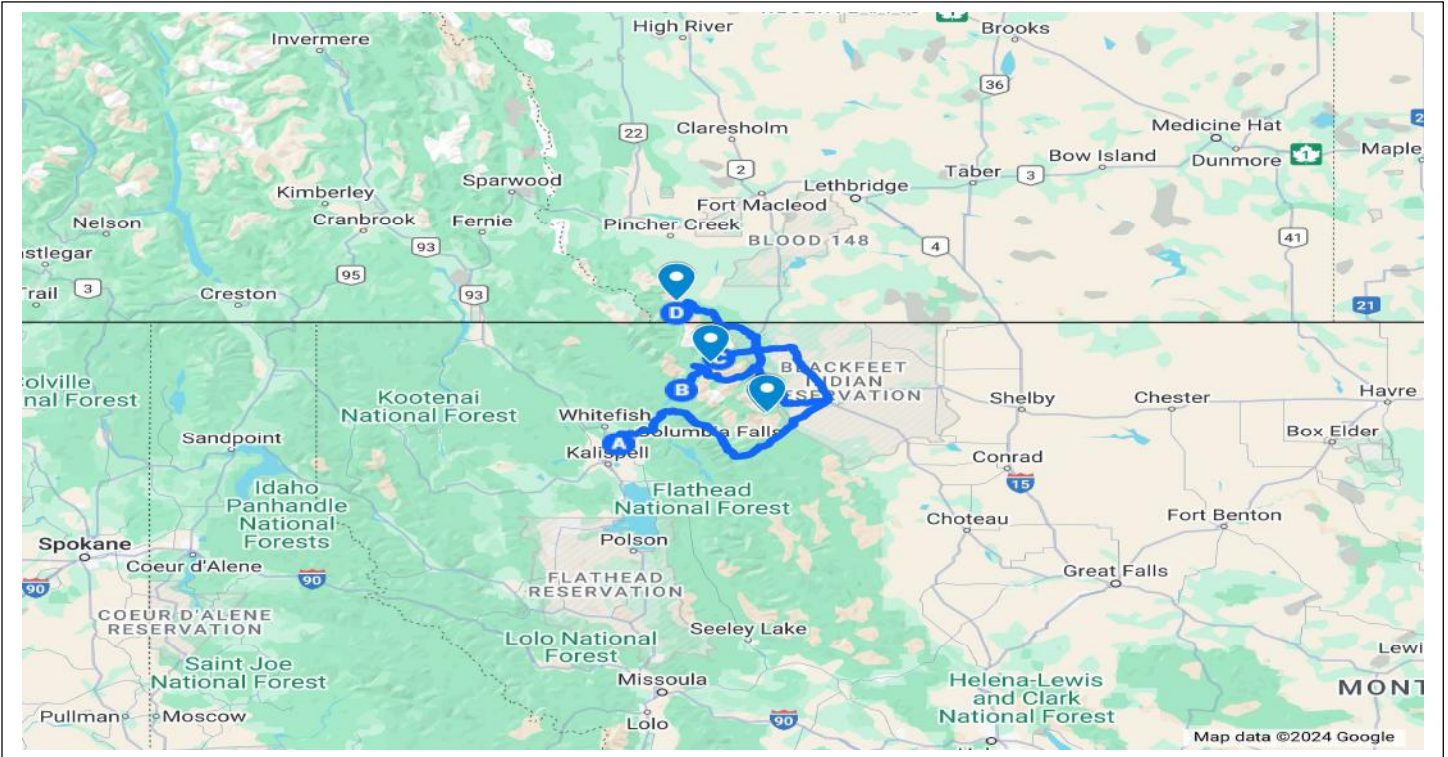 High River
1
Brooks
Invermere
36
22
Claresholm
Medicine Hat
1
Maple
2
Bow Island
Dunmore
2
Taber
3
Sparwood
Lethbridge
Kimberley
Fort Macleod
Cranbrook
Fernie
Pincher Creek
Nelson
BLOOD 148
41
93
4
stlegar
95
Trail
3
Creston
93
21
D
C
BLACKFEET
INDIAN
RESERVATION
olville
nal Forest
Kootenai
National Forest
B
Shelby
Chester
Havre
Whitefish
Columbia Falls
Sandpoint
A
Kalispell
Box Elder
Conrad
15
Idaho
Panhandle
National
Forests
Flathead
National Forest
Choteau
Fort Benton
Spokane
Polson
Coeur d'Alene
90
90
FLATHEAD
RESERVATION
Great Falls
COEUR D'ALENE
RESERVATION
Seeley Lake
Lolo National
Forest
Lewi
Saint Joe
National Forest
Missoula
Helena-Lewis
and Clark
National Forest
MONT
Pullman
Moscow
Lolo
90
Map data ©2024 Google